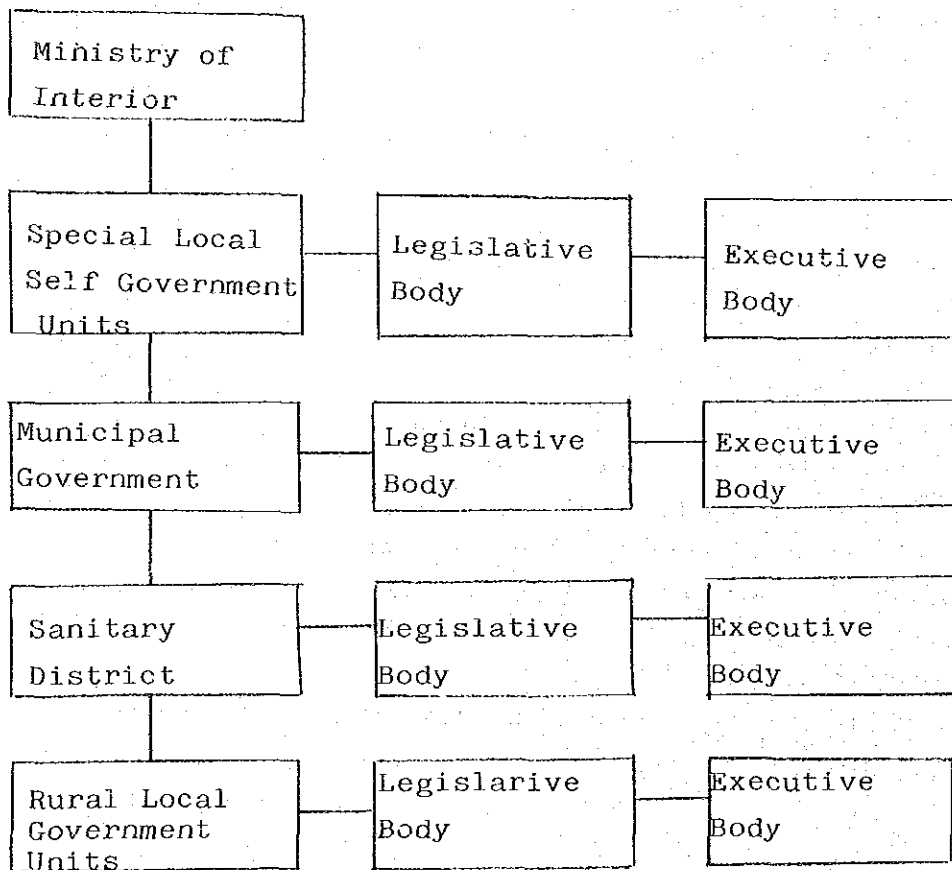 Ministry of
Interior
Special Local
Self Government
Units
Legislative
Body
Executive
Body
Municipal
Government
Legislative
Body
Executive
Body
Sanitary
District
Legislative
Body
Executive
Body
Rural Local
Government
Units
Legislarive
Body
Executive
Body